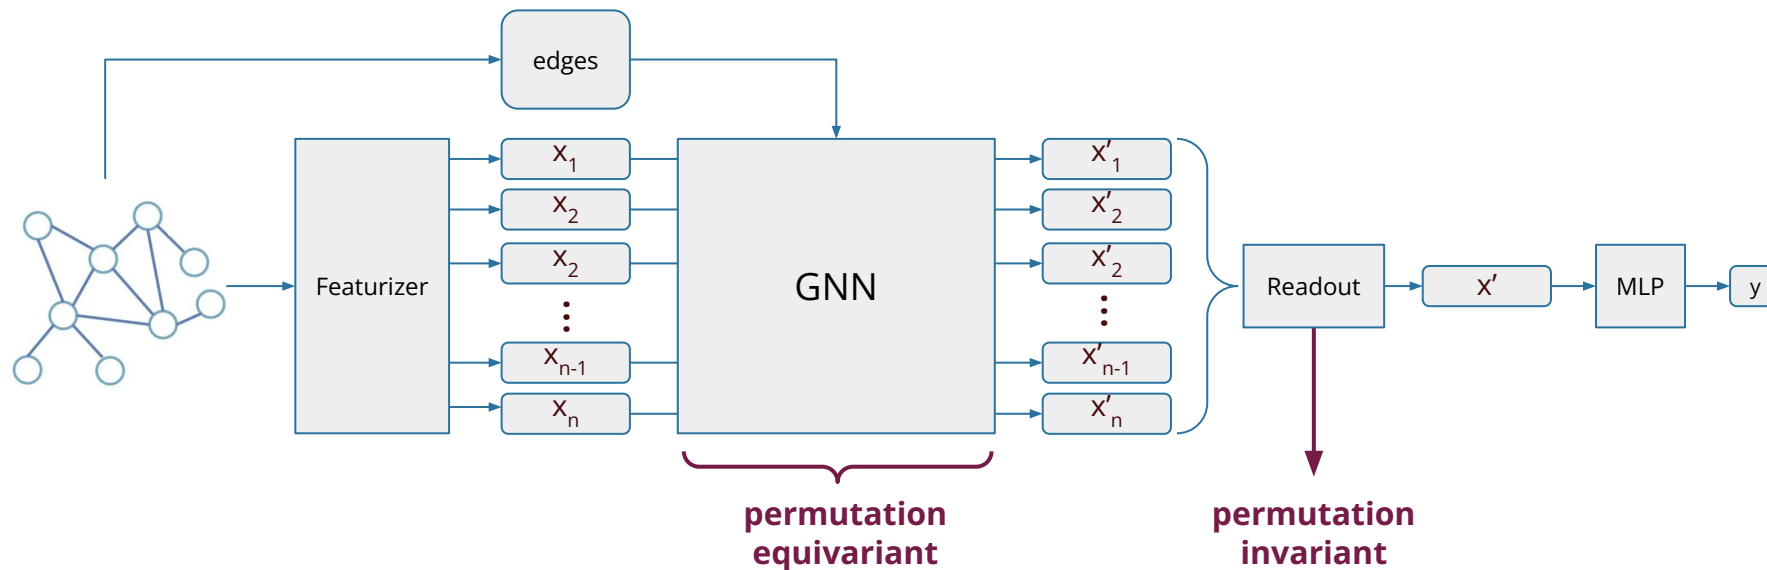 edges
x₁
x₂
x₂
⋮
xₙ₋₁
xₙ
Featurizer
GNN
x′₁
x′₂
x′₂
⋮
x′ₙ₋₁
x′ₙ
Readout
x'
MLP
y
permutation
equivariant
permutation
invariant